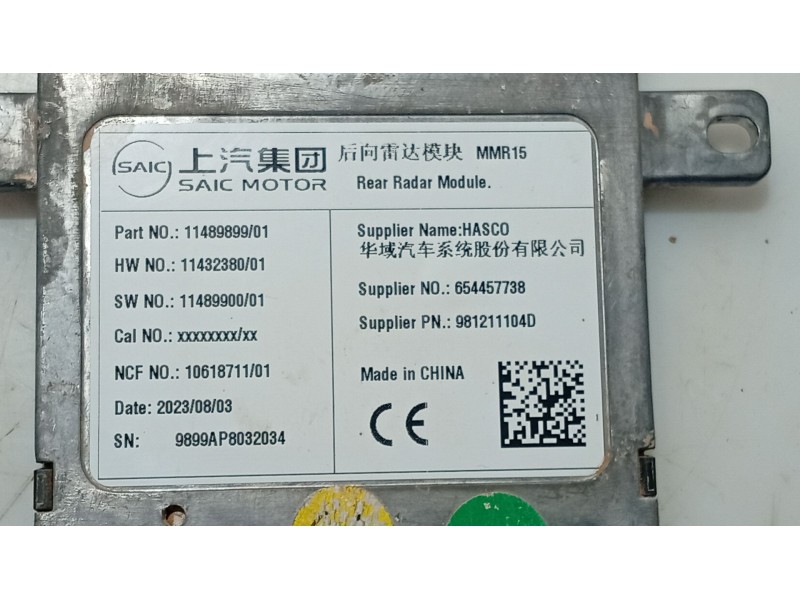 SAIC 上汽集团
SAIC MOTOR
后向雷达模块 MMR15
Rear Radar Module.
Part NO.: 11489899/01
HW NO.: 11432380/01
SW NO.: 11489900/01
Cal NO.: xxxxxxxx/xx
NCF NO.: 10618711/01
Date: 2023/08/03
SN: 9899AP8032034
Supplier Name:HASCO
华域汽车系统股份有限公司
Supplier NO.: 654457738
Supplier PN.: 981211104D
Made in CHINA
CE